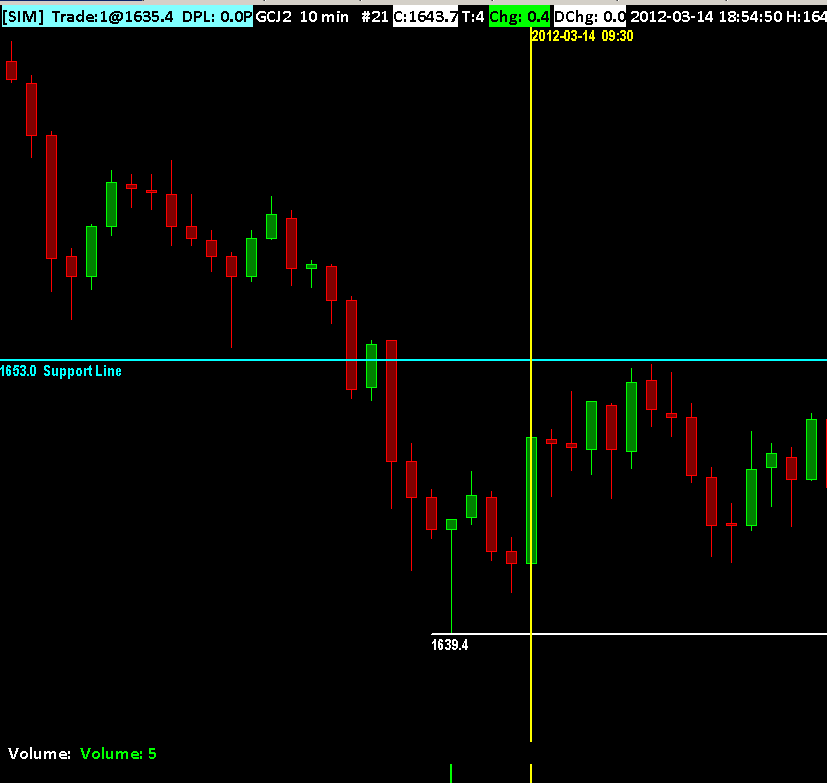 [SIM] Trade:1@1635.4 DPL: 0.0P GCJ2 10 min #21 C:1643.7 T:4 Chg: 0.4 DChg: 0.0 2012-03-14 18:54:50 H:164
2012-03-14 09:30
1653.0 Support Line
1639.4
Volume: Volume: 5